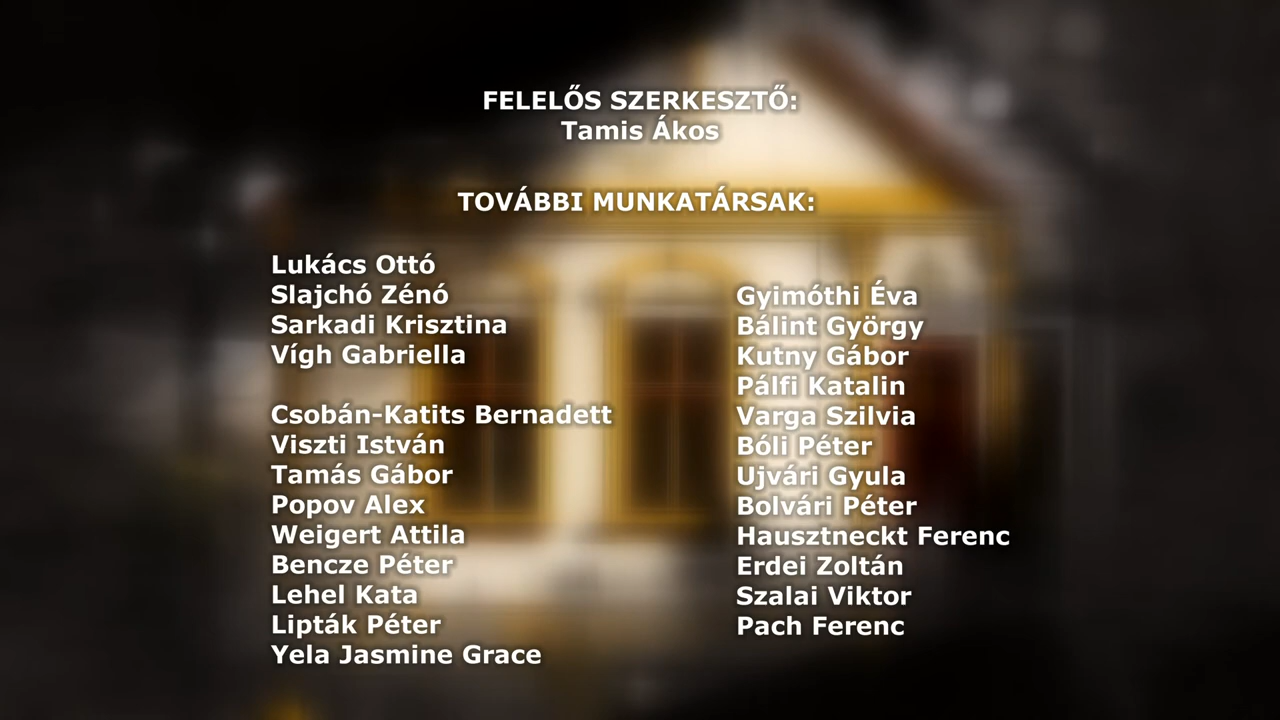 FELELŐS SZERKESZTŐ:
Tamis Ákos
TOVÁBBI MUNKATÁRSAK:
Lukács Ottó
Slajchó Zénó
Sarkadi Krisztina
Vígh Gabriella
Csobán-Katits Bernadett
Viszti István
Tamás Gábor
Popov Alex
Weigert Attila
Bencze Péter
Lehel Kata
Lipták Péter
Yela Jasmine Grace
Gyimóthi Éva
Bálint György
Kutny Gábor
Pálfi Katalin
Varga Szilvia
Bóli Péter
Ujvári Gyula
Bolvári Péter
Hausztneckt Ferenc
Erdei Zoltán
Szalai Viktor
Pach Ferenc